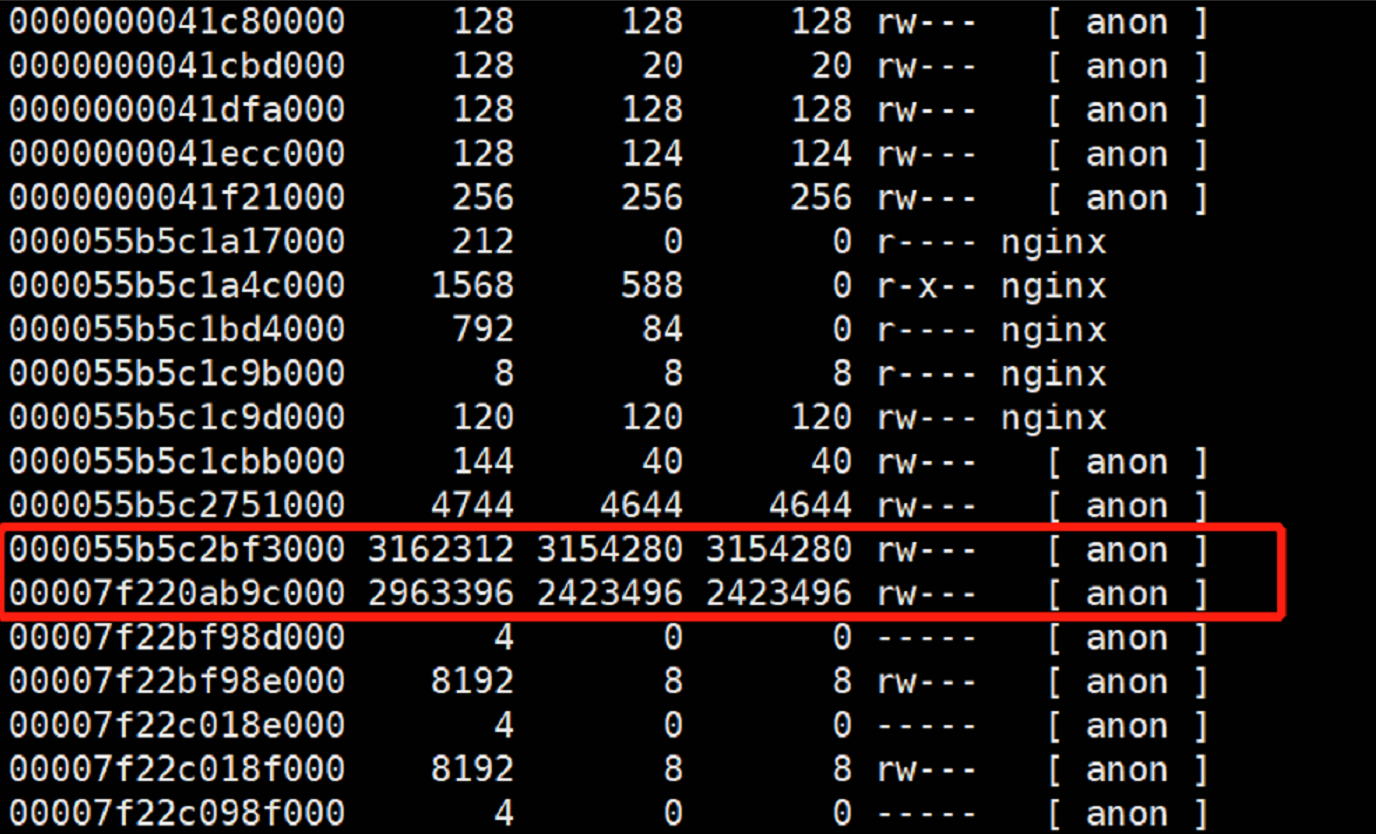 0000000041c80000 128 128 128 rw--- [ anon ]
0000000041cbd000 128 20 20 rw--- [ anon ]
0000000041dfa000 128 128 128 rw--- [ anon ]
0000000041ecc000 128 124 124 rw--- [ anon ]
0000000041f21000 256 256 256 rw--- [ anon ]
000055b5c1a17000 212 0 0 r---- nginx
000055b5c1a4c000 1568 588 0 r-x-- nginx
000055b5c1bd4000 792 84 0 r---- nginx
000055b5c1c9b000 8 8 8 r---- nginx
000055b5c1c9d000 120 120 120 rw--- nginx
000055b5c1cbb000 144 40 40 rw--- [ anon ]
000055b5c2751000 4744 4644 4644 rw--- [ anon ]
000055b5c2bf3000 3162312 3154280 3154280 rw--- [ anon ]
00007f220ab9c000 2963396 2423496 2423496 rw--- [ anon ]
00007f22bf98d000 4 0 0 ----- [ anon ]
00007f22bf98e000 8192 8 8 rw--- [ anon ]
00007f22c018e000 4 0 0 ----- [ anon ]
00007f22c018f000 8192 8 8 rw--- [ anon ]
00007f22c098f000 4 0 0 ----- [ anon ]